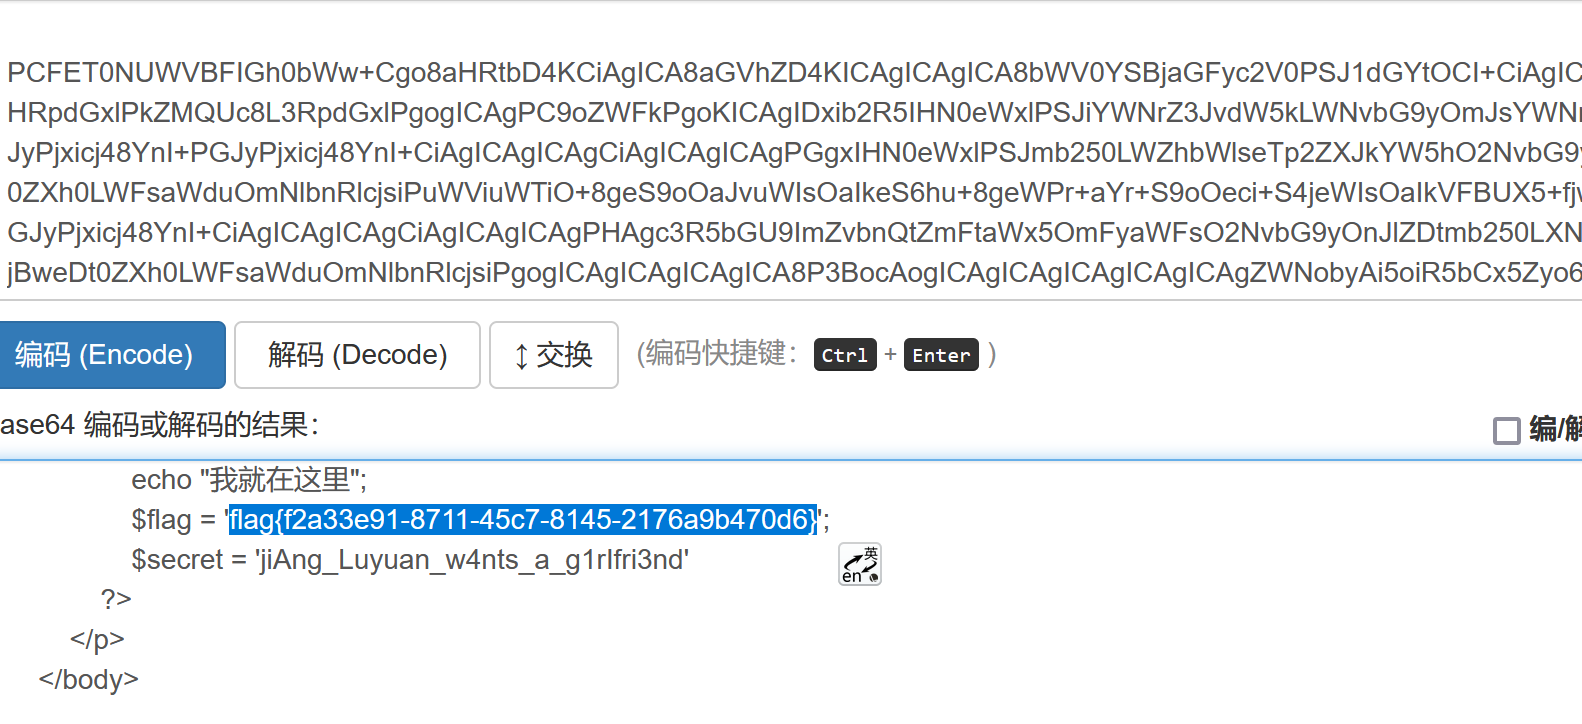 PCFET0NUWVBFIGh0bWw+Cgo8aHRtbD4KCiAgICA8aGVhZD4KICAgICAgICA8bWV0YSBjaGFyc2V0PSJ1dGYtOCI+CiAgIC
HRpdGxlPkZMQUc8L3RpdGxlPgogICAgPC9oZWFkPgoKICAgIDxib2R5IHN0eWxlPSJiYWNrZ3JvdW5kLWNvbG9yOmJsYWNr
JyPjxicj48YnI+PGJyPjxicj48YnI+CiAgICAgICAgCiAgICAgICAgPGgxIHN0eWxlPSJmb250LWZhbWlseTp2ZXJkYW5hO2NvbG9y
0ZXh0LWFsaWduOmNlbnRlcjsiPuWViuWTiO+8geS9oOaJvuWIsOaIkeS6hu+8geWPr+aYr+S9oOeci+S4jeWIsOaIkVFBUX5+fjw
GJyPjxicj48YnI+CiAgICAgICAgCiAgICAgICAgPHAgc3R5bGU9ImZvbnQtZmFtaWx5OmFyaWFsO2NvbG9yOnJlZDtmb250LXN
jBweDt0ZXh0LWFsaWduOmNlbnRlcjsiPgogICAgICAgICAgICA8P3BocAogICAgICAgICAgICAgICAgZWNobyAi5oiR5bCx5Zyo6
编码 (Encode)
解码 (Decode)
↕ 交换
(编码快捷键： Ctrl + Enter )
ase64 编码或解码的结果：
编/解
echo "我就在这里";
$flag = 'flag{f2a33e91-8711-45c7-8145-2176a9b470d6}';
$secret = 'jiAng_Luyuan_w4nts_a_g1rlfri3nd'
英
en
?>
</p>
</body>